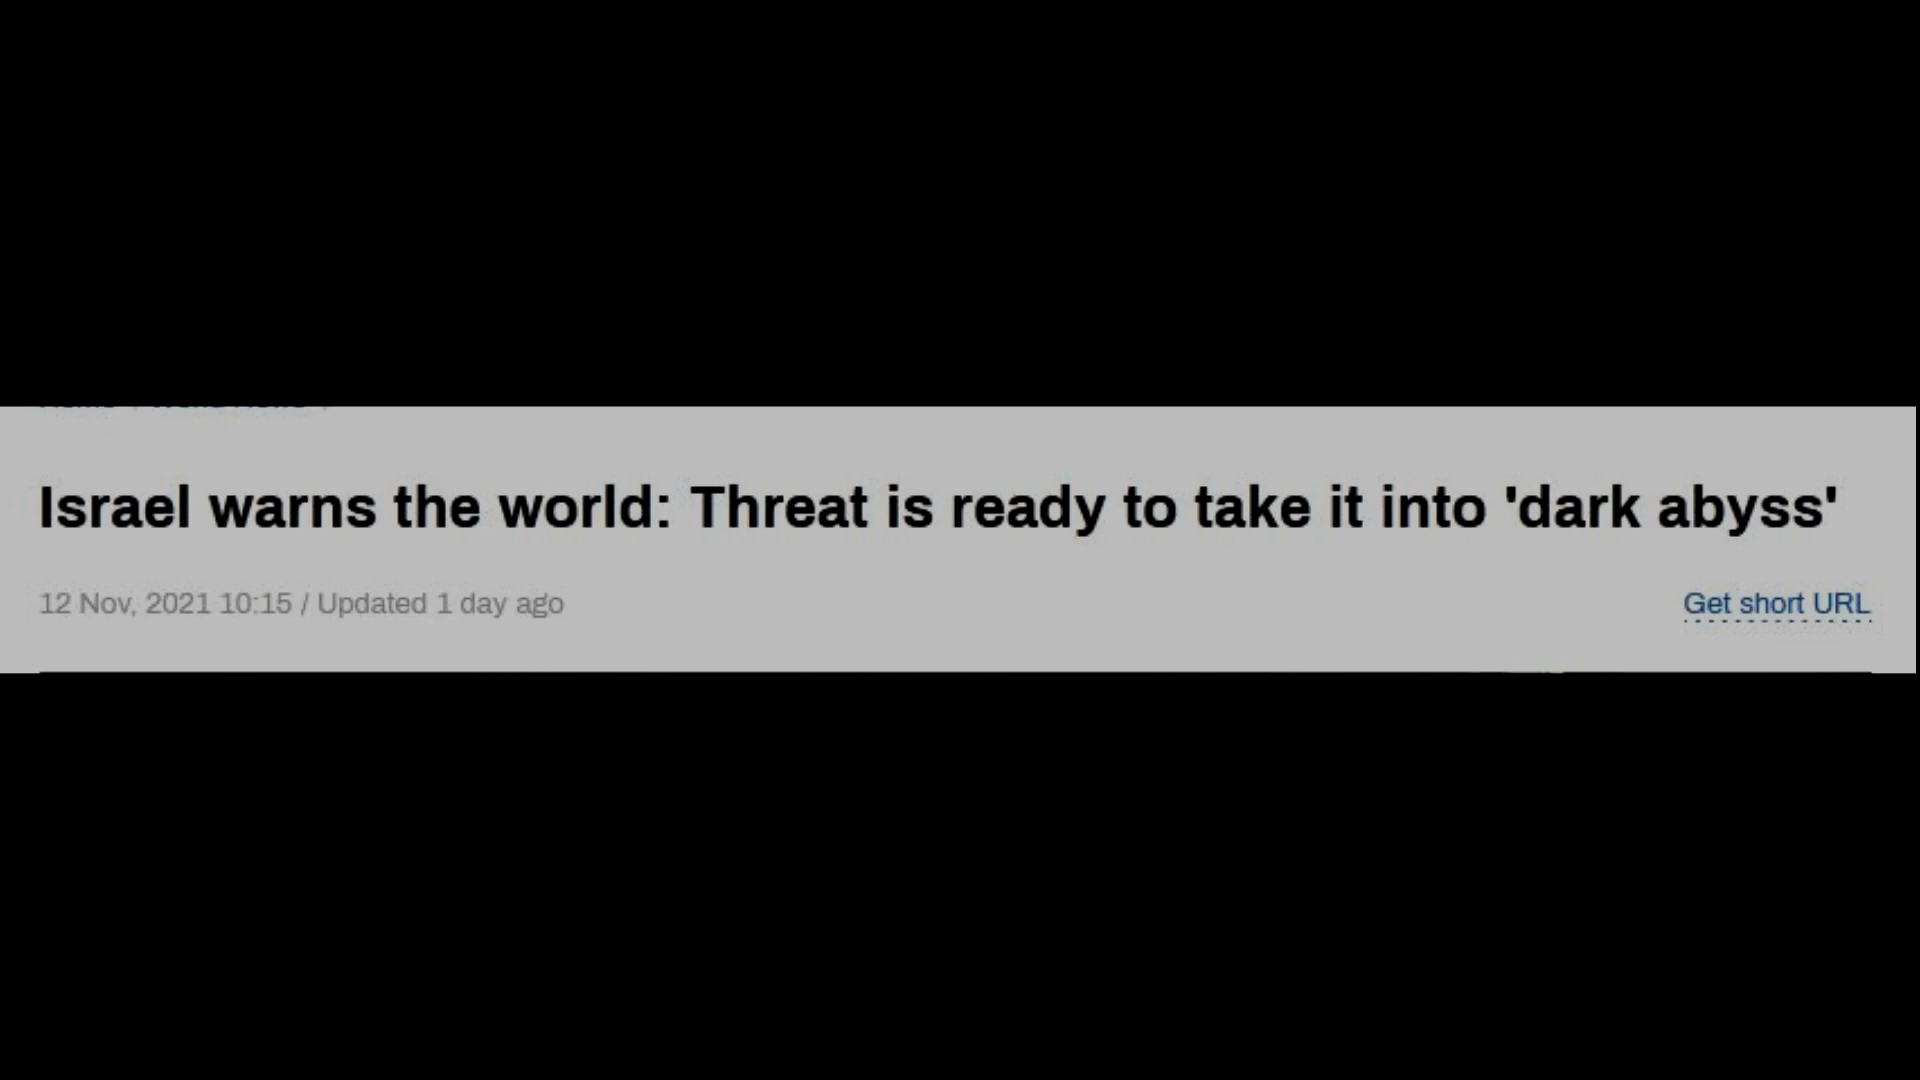 Israel warns the world: Threat is ready to take it into 'dark abyss'
12 Nov, 2021 10:15 / Updated 1 day ago
Get short URL